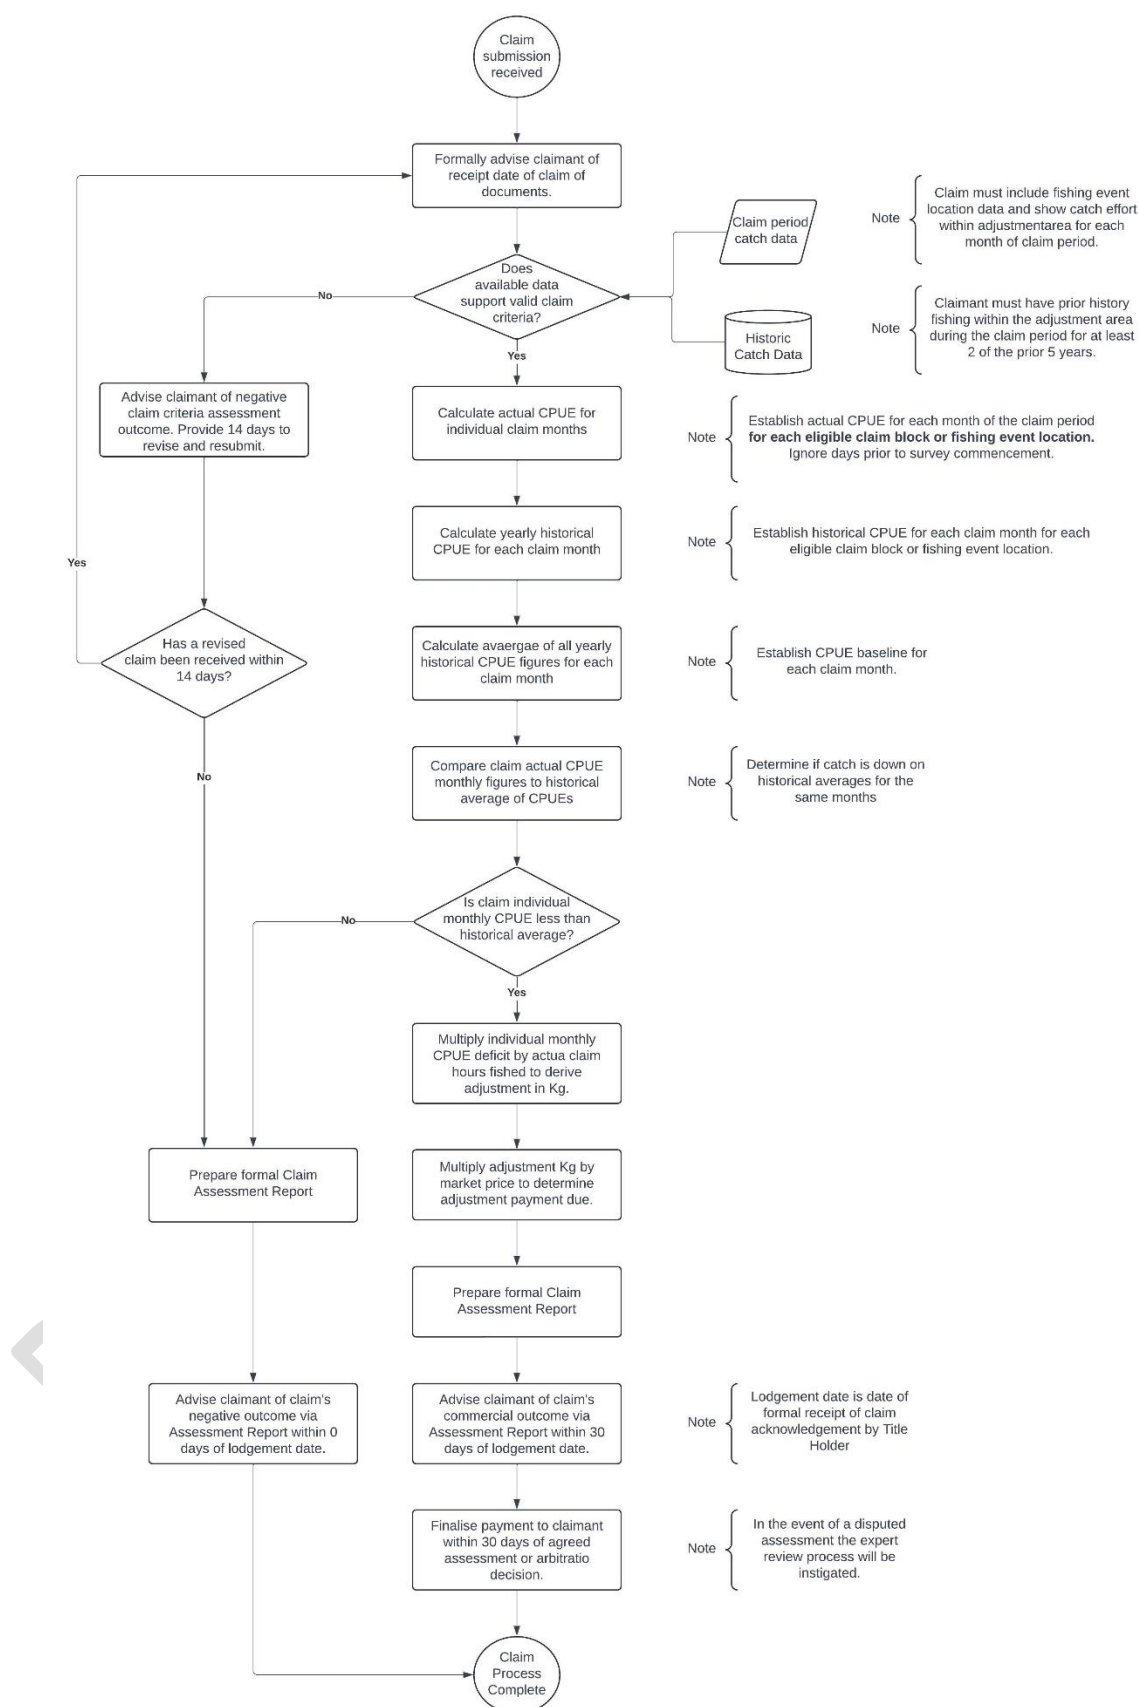 Claim
submission
received
Formally advise claimant of
receipt date of claim of
documents.
Claim period
catch data
Note
Claim must include fishing event
location data and show catch effort
within adjustmentarea for each
month of claim period.
Does
available data
support valid claim
criteria?
No
Yes
Historic
Catch Data
Note
Claimant must have prior history
fishing within the adjustment area
during the claim period for at least
2 of the prior 5 years.
Advise claimant of negative
claim criteria assessment
outcome. Provide 14 days to
revise and resubmit.
Calculate actual CPUE for
individual claim months
Note
Establish actual CPUE for each month of the claim period
for each eligible claim block or fishing event location.
Ignore days prior to survey commencement.
Calculate yearly historical
CPUE for each claim month
Note
Establish historical CPUE for each claim month for each
eligible claim block or fishing event location.
Yes
Has a revised
claim been received within
14 days?
No
Calculate avaergae of all yearly
historical CPUE figures for each
claim month
Note
Establish CPUE baseline for
each claim month.
Compare claim actual CPUE
monthly figures to historical
average of CPUEs
Note
Determine if catch is down on
historical averages for the
same months
Is claim individual
monthly CPUE less than
historical average?
No
Yes
Multiply individual monthly
CPUE deficit by actua claim
hours fished to derive
adjustment in Kg.
Prepare formal Claim
Assessment Report
Multiply adjustment Kg by
market price to determine
adjustment payment due.
Prepare formal Claim
Assessment Report
Advise claimant of claim's
negative outcome via
Assessment Report within 0
days of lodgement date.
Advise claimant of claim's
commercial outcome via
Assessment Report within 30
days of lodgement date.
Note
Lodgement date is date of
formal receipt of claim
acknowledgement by Title
Holder
Finalise payment to claimant
within 30 days of agreed
assessment or arbitratio
decision.
Note
In the event of a disputed
assessment the expert
review process will be
instigated.
Claim
Process
Complete